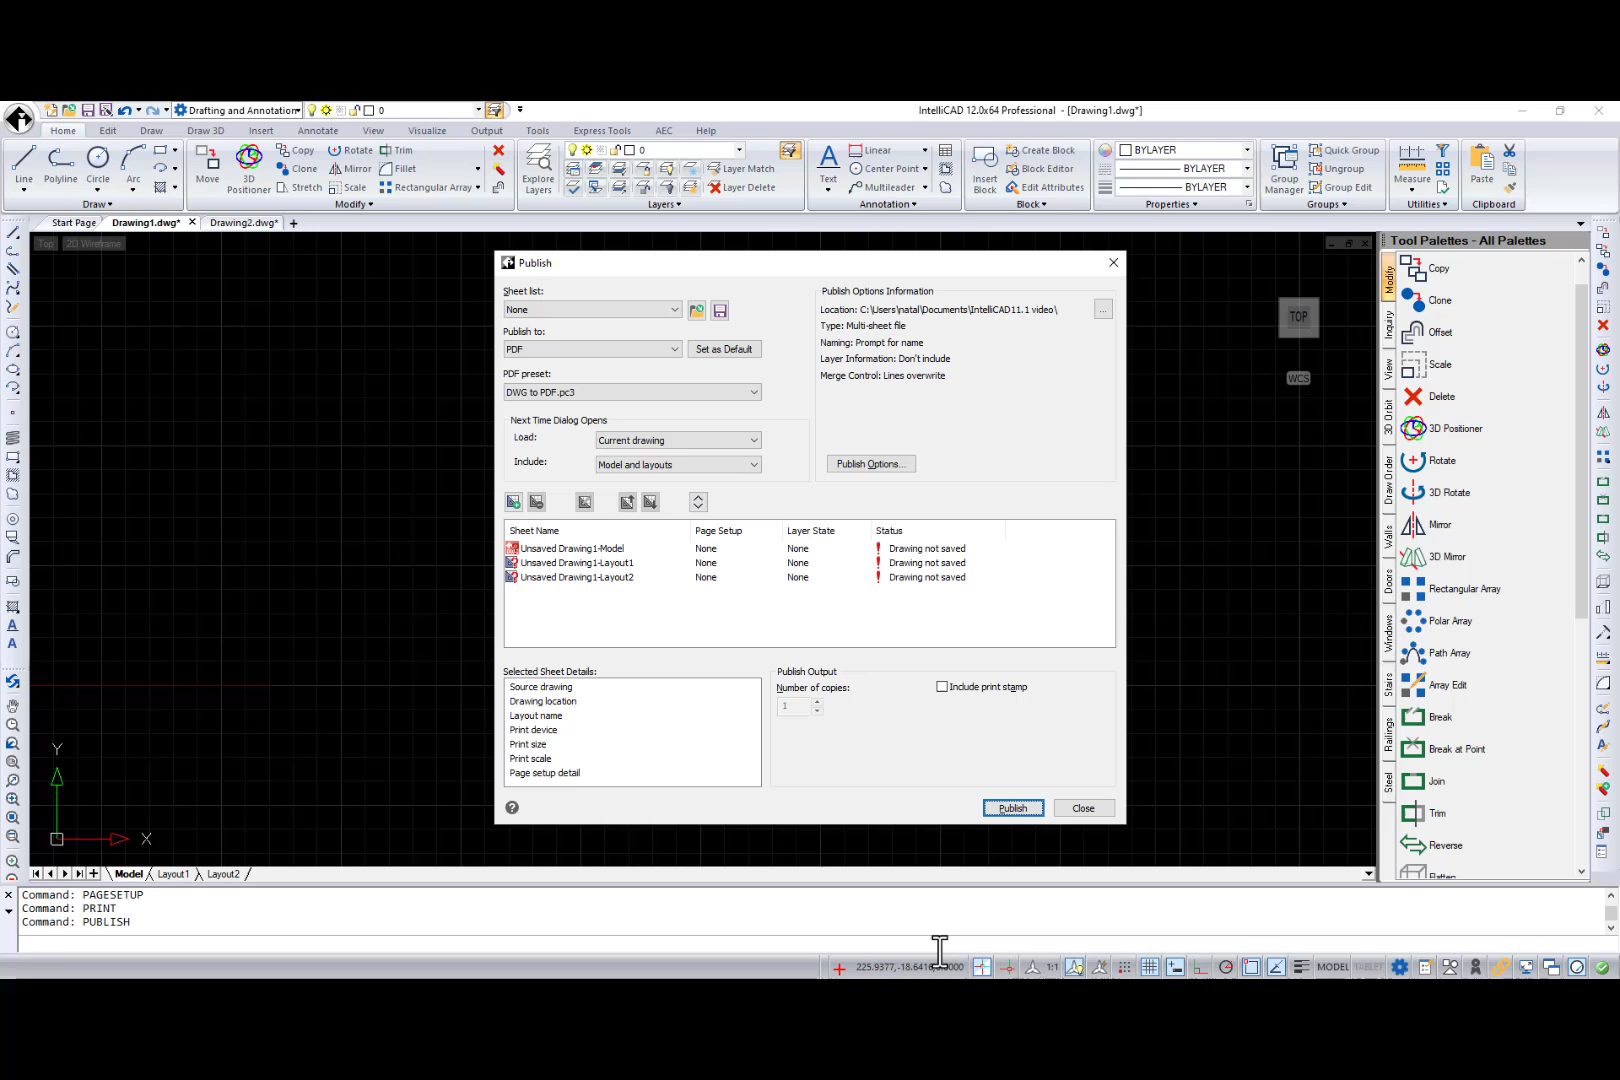 Drafting and Annotation
0
IntelliCAD 12.0x64 Professional - [Drawing1.dwg*]
Home Edit Draw Draw 3D Insert Annotate View Visualize Output Tools Express Tools AEC Help
Line Polyline Circle Arc
Draw
Move 3D Positioner Copy Clone Stretch Rotate Mirror Scale Trim Fillet Rectangular Array
Modify
Explore Layers 0 Layer Match Layer Delete
Layers
Text Linear Center Point Multileader
Annotation
Insert Block Create Block Block Editor Edit Attributes
Block
BYLAYER
BYLAYER
BYLAYER
Properties
Group Manager Quick Group Ungroup Group Edit
Groups
Measure
Utilities
Paste
Clipboard
Start Page Drawing1.dwg* Drawing2.dwg*
Top 2D Wireframe
TOP
WCS
Publish
Sheet list:
None
Publish to:
PDF Set as Default
PDF preset:
DWG to PDF.pc3
Next Time Dialog Opens
Load: Current drawing
Include: Model and layouts
Publish Options Information
Location: C:\Users\natal\Documents\IntelliCAD11.1 video\ ...
Type: Multi-sheet file
Naming: Prompt for name
Layer Information: Don't include
Merge Control: Lines overwrite
Publish Options...
Sheet Name Page Setup Layer State Status
Unsaved Drawing1-Model None None Drawing not saved
Unsaved Drawing1-Layout1 None None Drawing not saved
Unsaved Drawing1-Layout2 None None Drawing not saved
Selected Sheet Details:
Source drawing
Drawing location
Layout name
Print device
Print size
Print scale
Page setup detail
Publish Output
Number of copies:
1
Include print stamp
Publish Close
Tool Palettes - All Palettes
Modify
Inquiry
View
3D Orbit
Draw Order
Walls
Doors
Windows
Stairs
Railings
Steel
Copy
Clone
Offset
Scale
Delete
3D Positioner
Rotate
3D Rotate
Mirror
3D Mirror
Rectangular Array
Polar Array
Path Array
Array Edit
Break
Break at Point
Join
Trim
Reverse
Flatten
Y
X
Model Layout1 Layout2
Command: PAGESETUP
Command: PRINT
Command: PUBLISH
1:1 MODEL TABLET